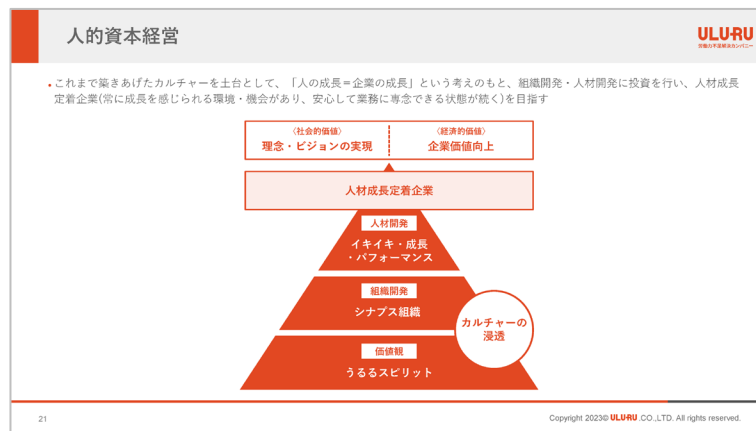 人的資本経営
ULURU
労働力不足解決カンパニー
・これまで築きあげたカルチャーを土台として、「人の成長＝企業の成長」という考えのもと、組織開発・人材開発に投資を行い、人材成長
定着企業(常に成長を感じられる環境・機会があり、安心して業務に専念できる状態が続く)を目指す
〈社会的価値〉
理念・ビジョンの実現
〈経済的価値〉
企業価値向上
人材成長定着企業
人材開発
イキイキ・成長
・パフォーマンス
組織開発
シナプス組織
カルチャーの
浸透
価値観
うるるスピリット
21
Copyright 2023© ULURU.CO.,LTD. All rights reserved.